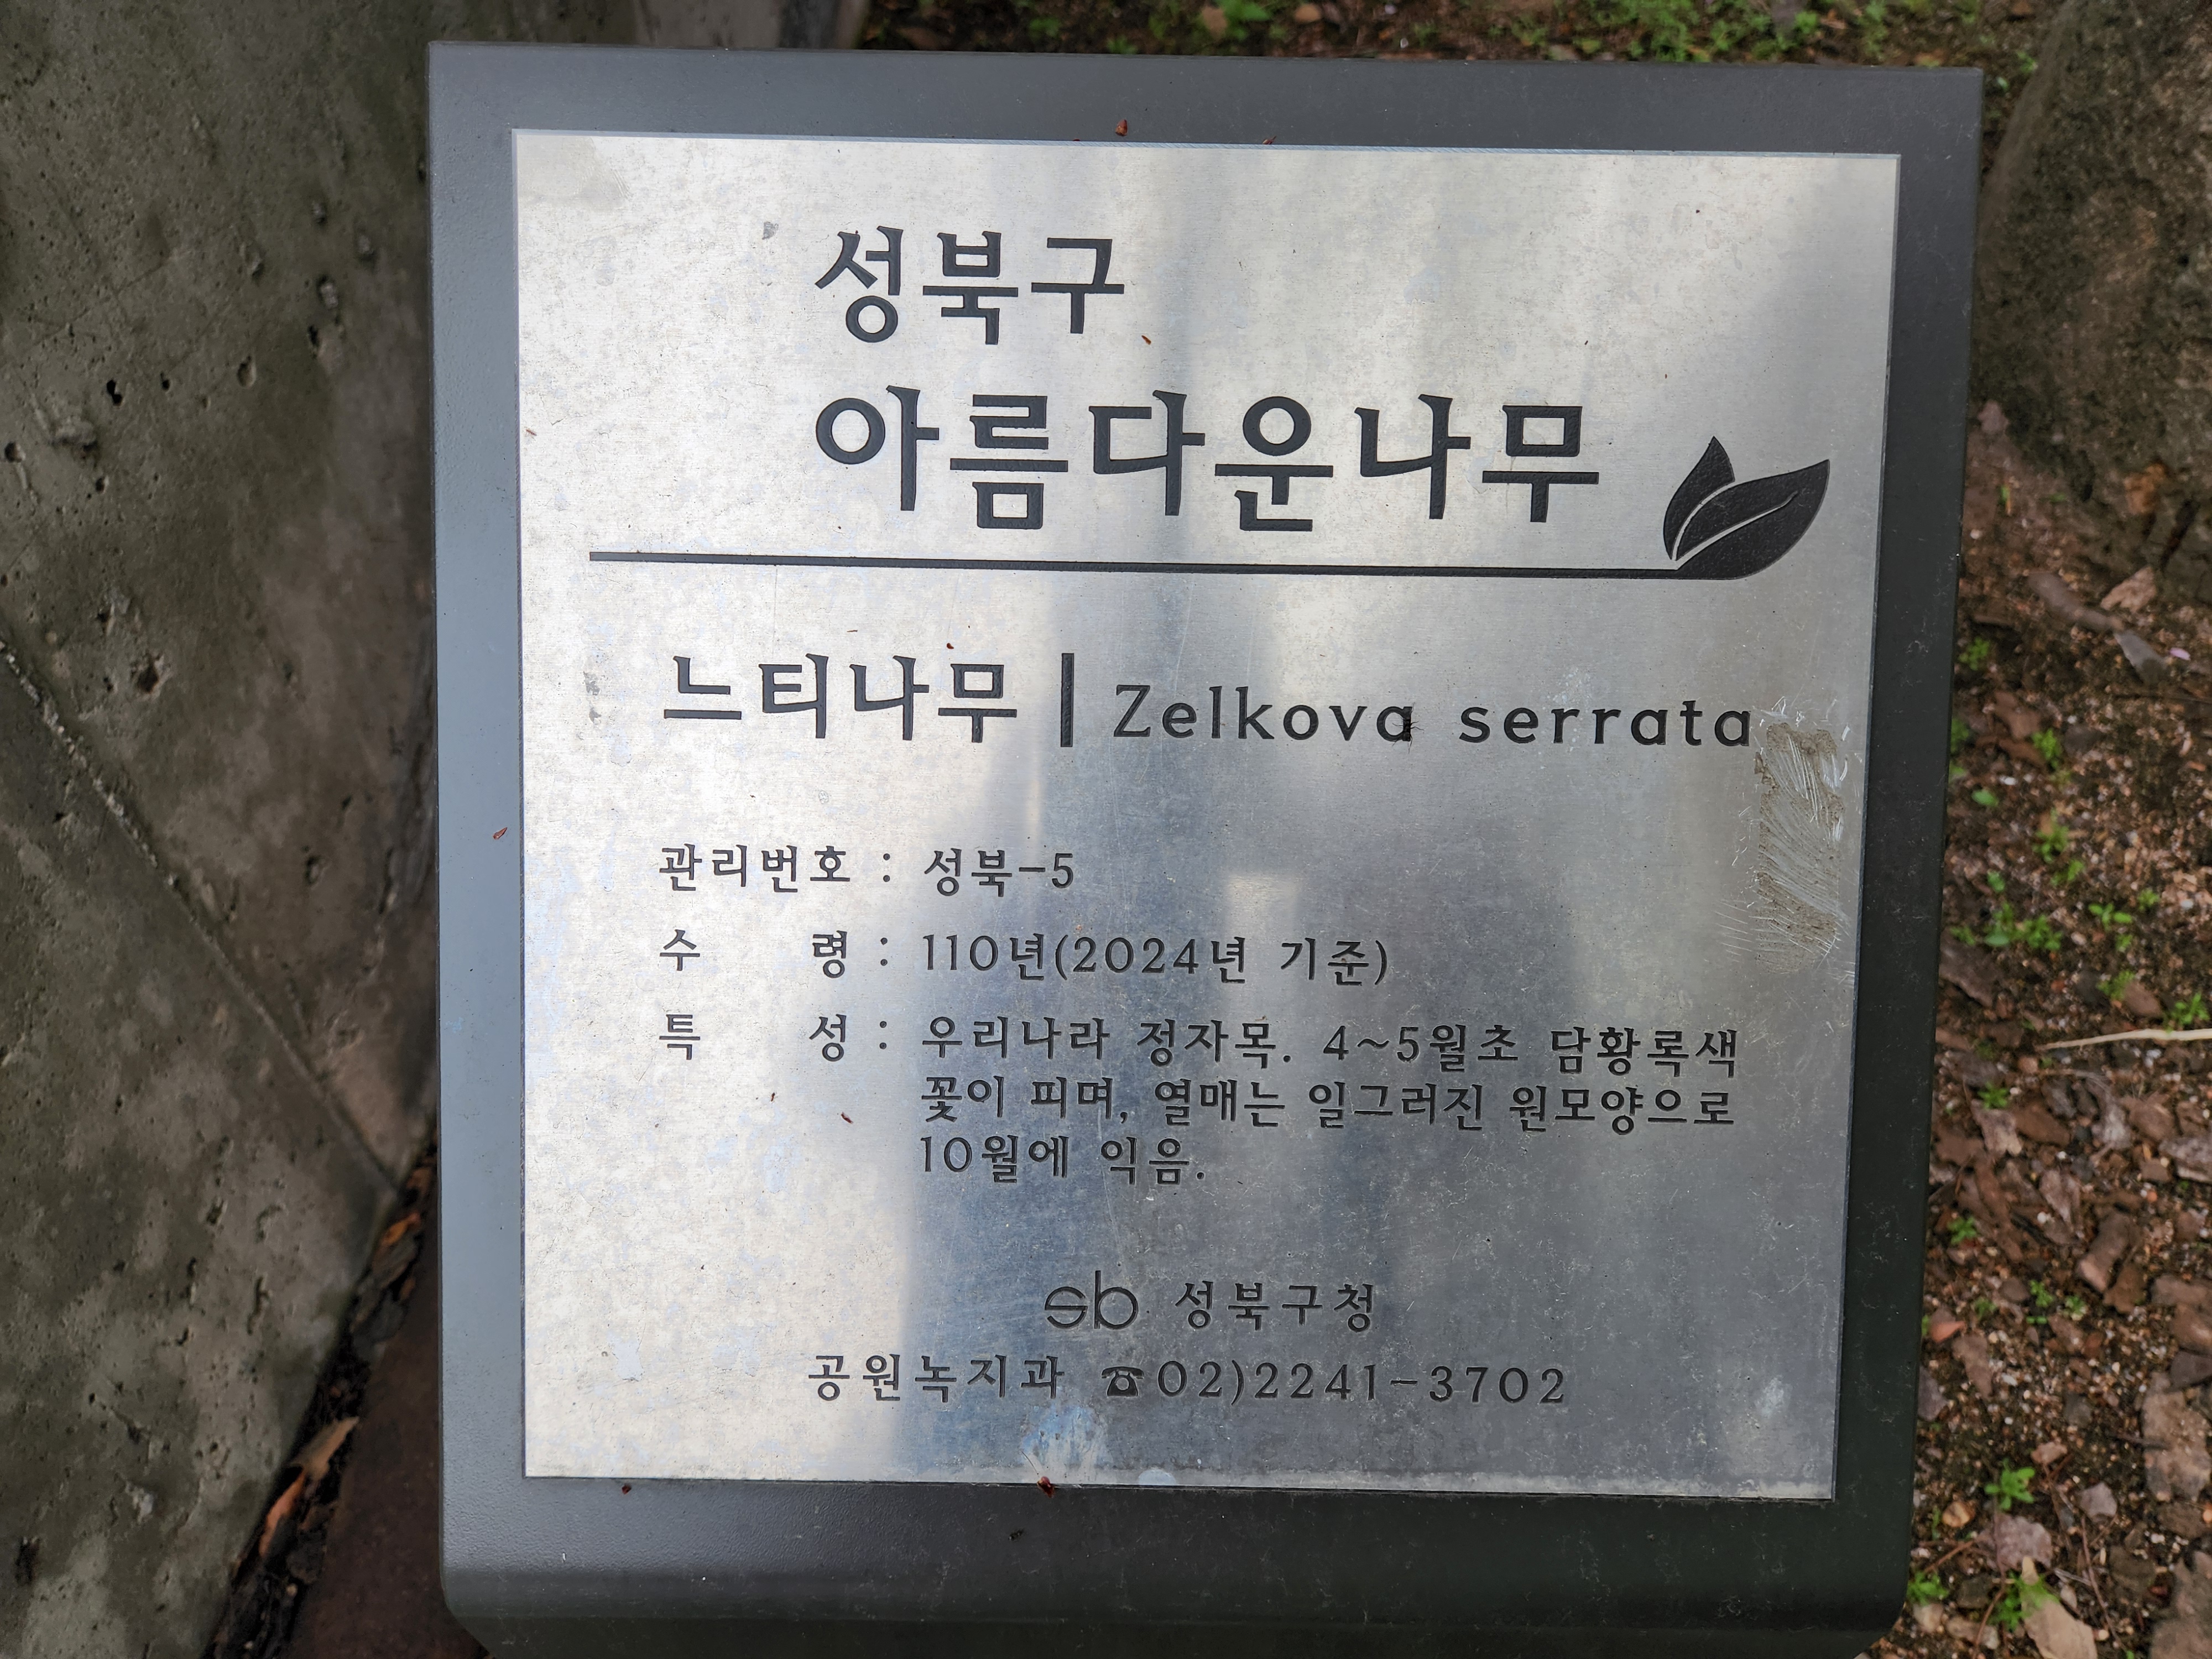 성북구
아름다운나무
느티나무 | Zelkova serrata
관리번호 : 성북-5
수 령 : 110년(2024년 기준)
특 성 : 우리나라 정자목. 4~5월초 담황록색
꽃이 피며, 열매는 일그러진 원모양으로
10월에 익음.
sb 성북구청
공원녹지과 ☎02)2241-3702